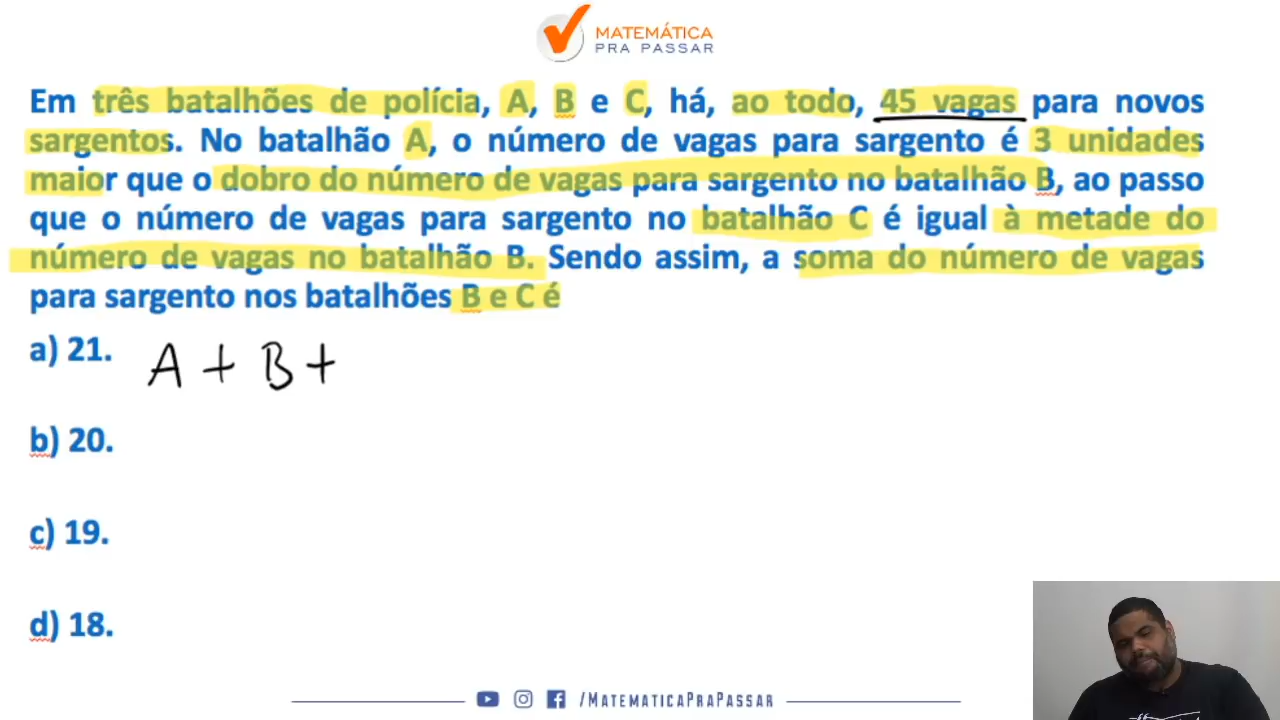 MATEMÁTICA
PRA PASSAR
Em três batalhões de polícia, A, B e C, há, ao todo, 45 vagas para novos
sargentos. No batalhão A, o número de vagas para sargento é 3 unidades
maior que o dobro do número de vagas para sargento no batalhão B, ao passo
que o número de vagas para sargento no batalhão C é igual à metade do
número de vagas no batalhão B. Sendo assim, a soma do número de vagas
para sargento nos batalhões B e C é
a) 21.
A + B +
b) 20.
c) 19.
d) 18.
/MATEMATICAPRAPASSAR